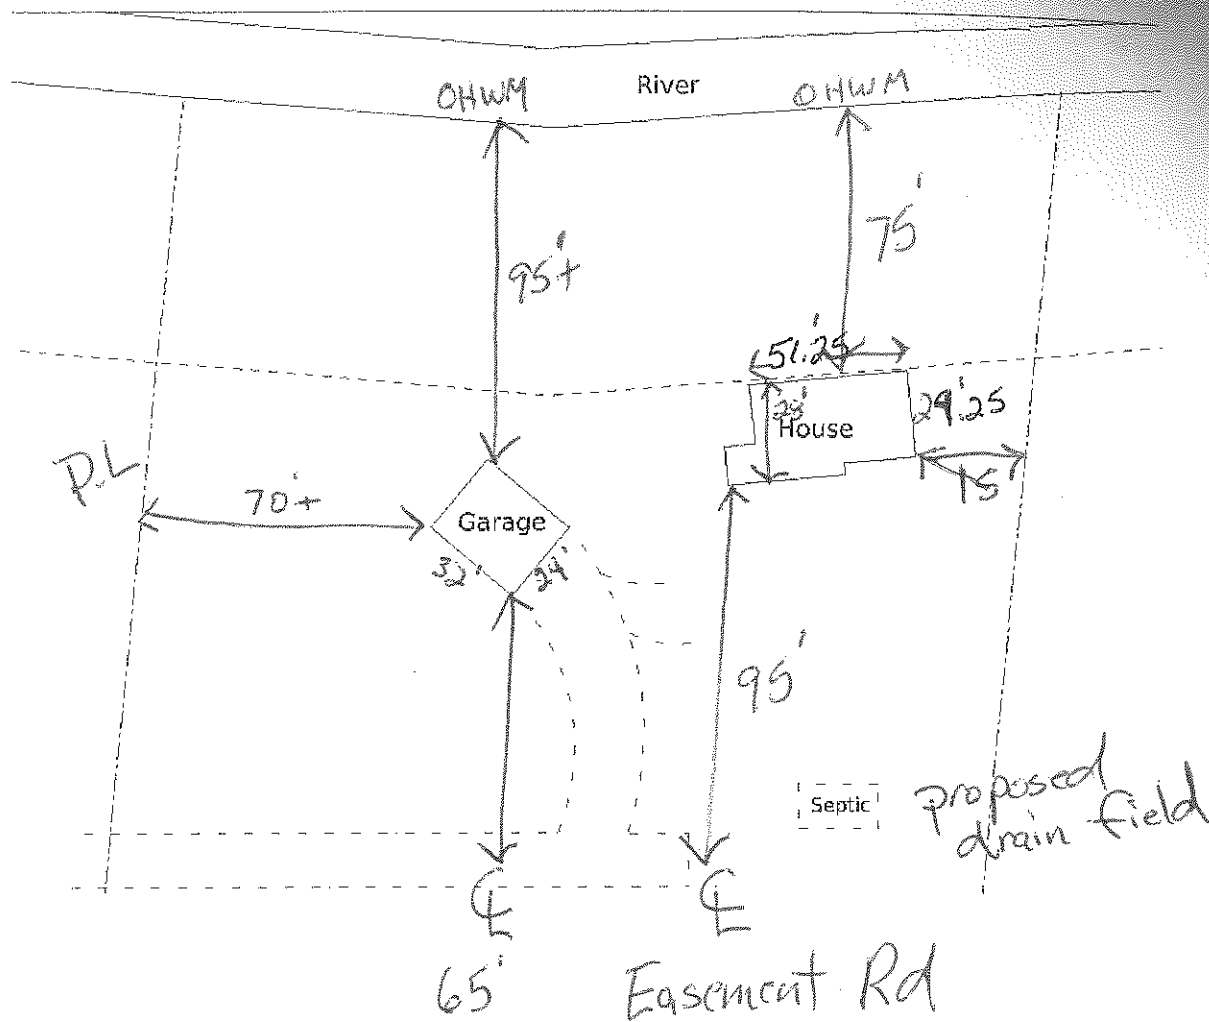 River
OHWM
OHWM
75'
95'+
51.'25
28'
House
29'.25
15
P.L
70'+
Garage
32'
24'
95'
Septic
proposed
drain field
℄
℄
65'
Easement Rd